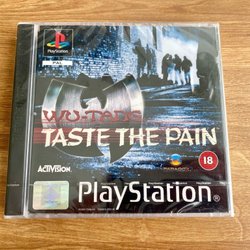 PlayStation
WU-TANG
TASTE THE PAIN
ACTIVISION
PARADOX
18
PlayStation